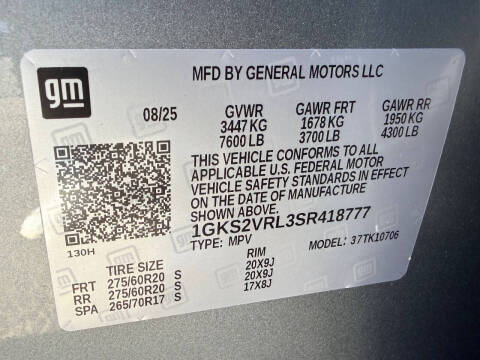 gm
MFD BY GENERAL MOTORS LLC
08/25 GVWR GAWR FRT GAWR RR
3447 KG 1678 KG 1950 KG
7600 LB 3700 LB 4300 LB
THIS VEHICLE CONFORMS TO ALL
APPLICABLE U.S. FEDERAL MOTOR
VEHICLE SAFETY STANDARDS IN EFFECT
ON THE DATE OF MANUFACTURE
SHOWN ABOVE.
1GKS2VRL3SR418777
130H TYPE: MPV MODEL: 37TK10706
TIRE SIZE RIM
FRT 275/60R20 S 20X9J
RR 275/60R20 S 20X9J
SPA 265/70R17 S 17X8J